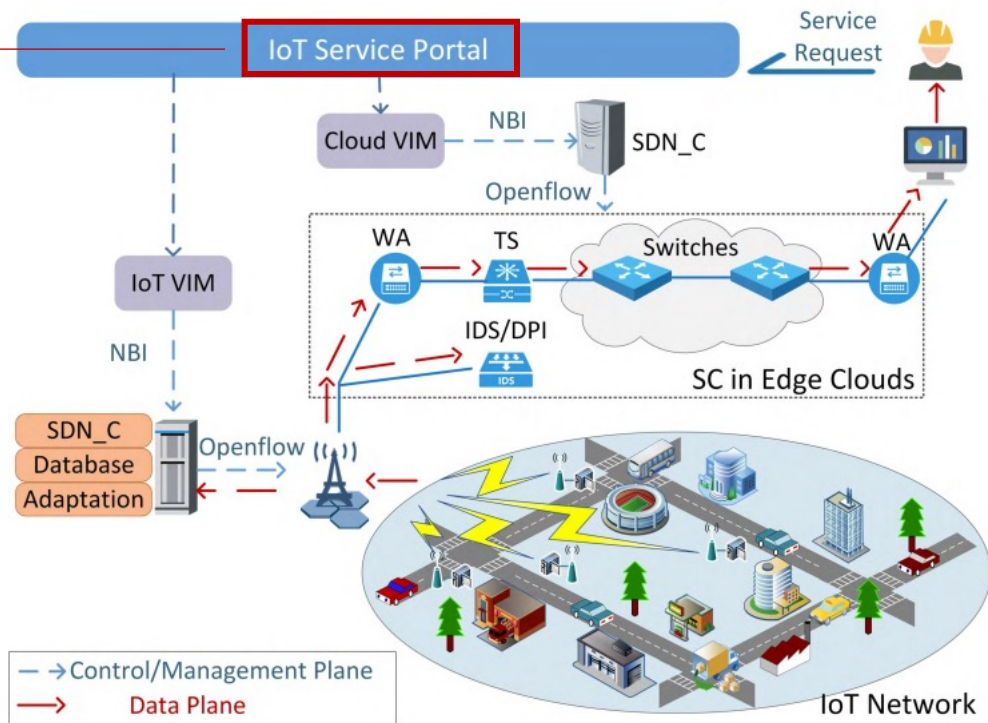 IoT Service Portal
Service
Request
Cloud VIM
NBI
SDN_C
Openflow
WA
TS
Switches
WA
IoT VIM
IDS/DPI
IDS
NBI
SC in Edge Clouds
SDN_C
Openflow
Database
Adaptation
Control/Management Plane
Data Plane
IoT Network